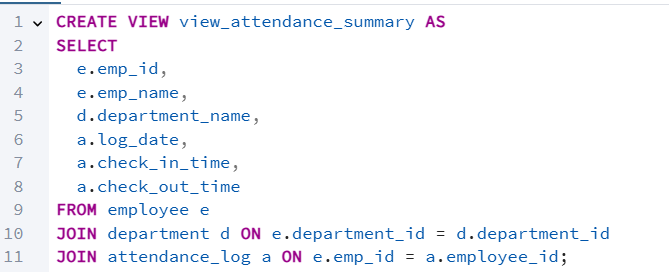 1 CREATE VIEW view_attendance_summary AS
2 SELECT
3   e.emp_id,
4   e.emp_name,
5   d.department_name,
6   a.log_date,
7   a.check_in_time,
8   a.check_out_time
9 FROM employee e
10 JOIN department d ON e.department_id = d.department_id
11 JOIN attendance_log a ON e.emp_id = a.employee_id;